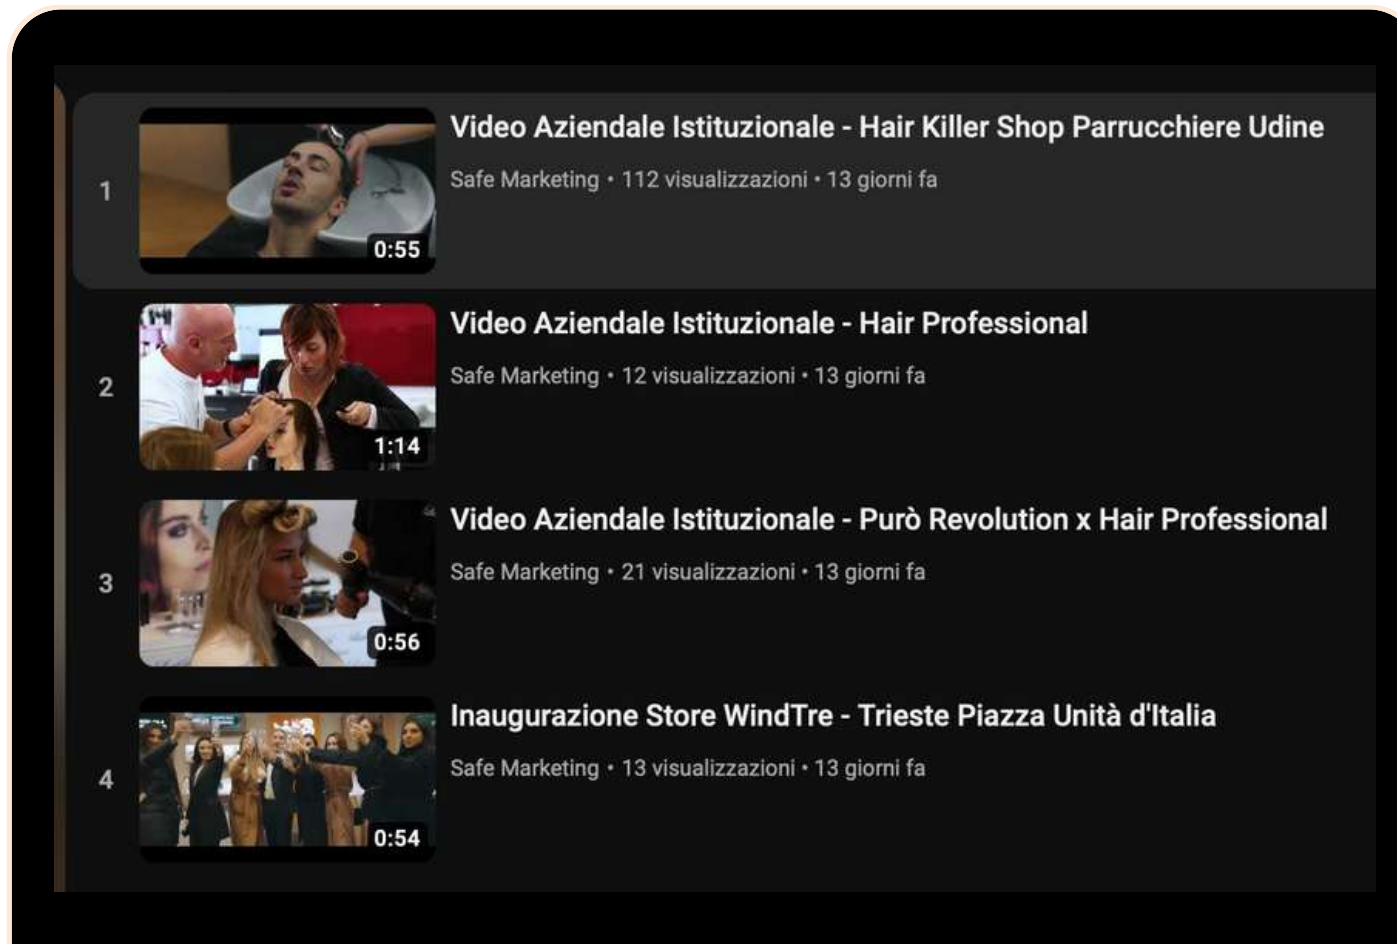 1
Video Aziendale Istituzionale - Hair Killer Shop Parrucchiere Udine
Safe Marketing • 112 visualizzazioni • 13 giorni fa
0:55
2
Video Aziendale Istituzionale - Hair Professional
Safe Marketing • 12 visualizzazioni • 13 giorni fa
1:14
3
Video Aziendale Istituzionale - Purò Revolution x Hair Professional
Safe Marketing • 21 visualizzazioni • 13 giorni fa
0:56
4
Inaugurazione Store WindTre - Trieste Piazza Unità d'Italia
Safe Marketing • 13 visualizzazioni • 13 giorni fa
0:54